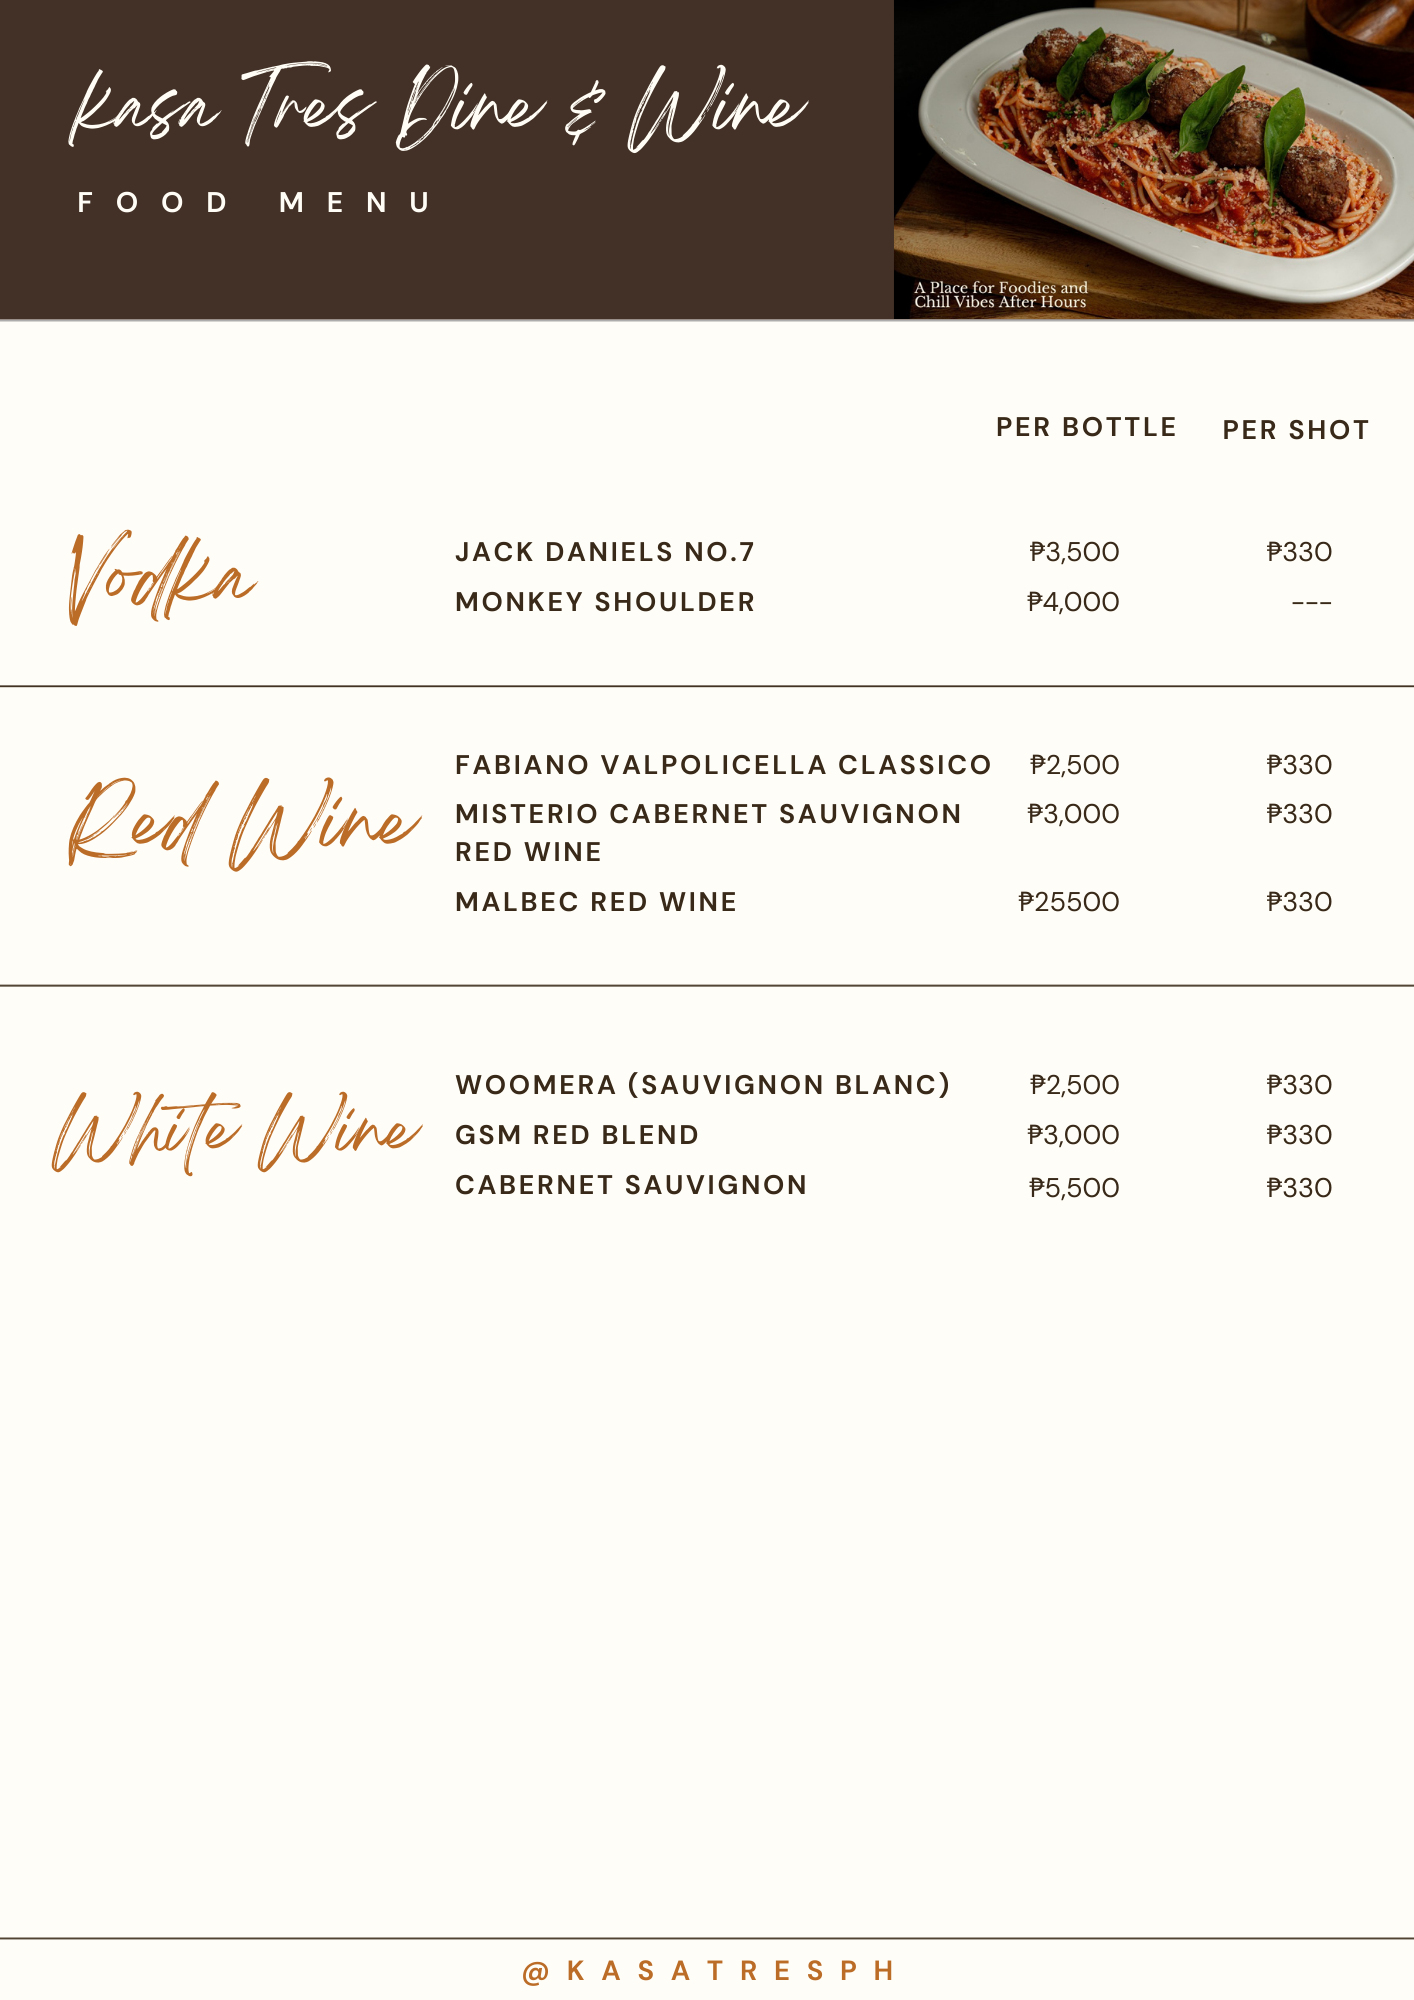 Kasa Tres Dine & Wine
FOOD MENU
A Place for Foodies and
Chill Vibes After Hours
PER BOTTLE PER SHOT
Vodka
JACK DANIELS NO.7 ₱3,500 ₱330
MONKEY SHOULDER ₱4,000 ---
Red Wine
FABIANO VALPOLICELLA CLASSICO ₱2,500 ₱330
MISTERIO CABERNET SAUVIGNON ₱3,000 ₱330
RED WINE
MALBEC RED WINE ₱25500 ₱330
White Wine
WOOMERA (SAUVIGNON BLANC) ₱2,500 ₱330
GSM RED BLEND ₱3,000 ₱330
CABERNET SAUVIGNON ₱5,500 ₱330
@KASATRESPH